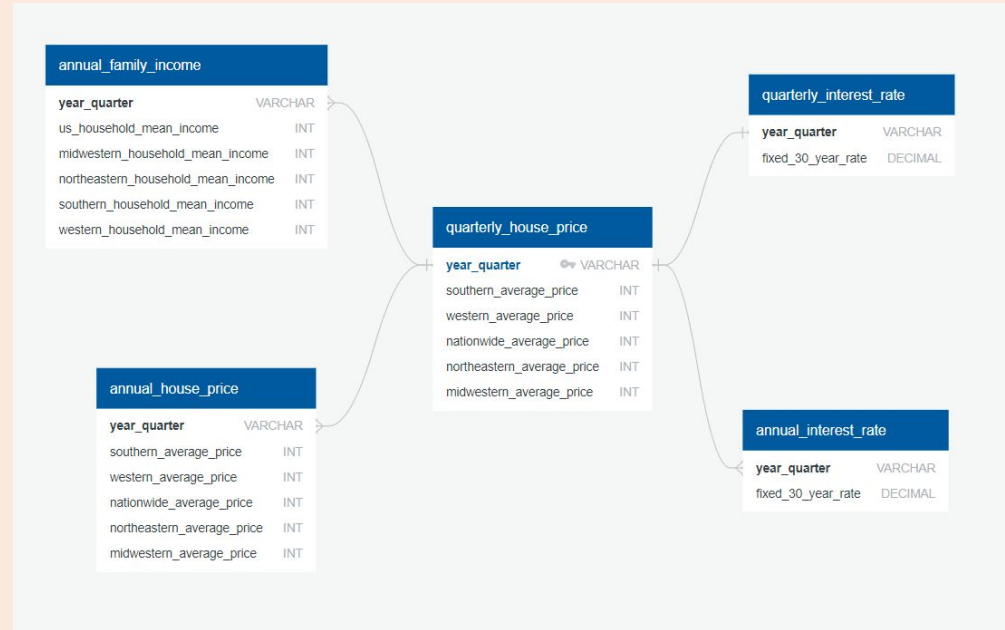 annual_family_income
year_quarter VARCHAR
us_household_mean_income INT
midwestern_household_mean_income INT
northeastern_household_mean_income INT
southern_household_mean_income INT
western_household_mean_income INT
quarterly_interest_rate
year_quarter VARCHAR
fixed_30_year_rate DECIMAL
quarterly_house_price
year_quarter VARCHAR
southern_average_price INT
western_average_price INT
nationwide_average_price INT
northeastern_average_price INT
midwestern_average_price INT
annual_house_price
year_quarter VARCHAR
southern_average_price INT
western_average_price INT
nationwide_average_price INT
northeastern_average_price INT
midwestern_average_price INT
annual_interest_rate
year_quarter VARCHAR
fixed_30_year_rate DECIMAL